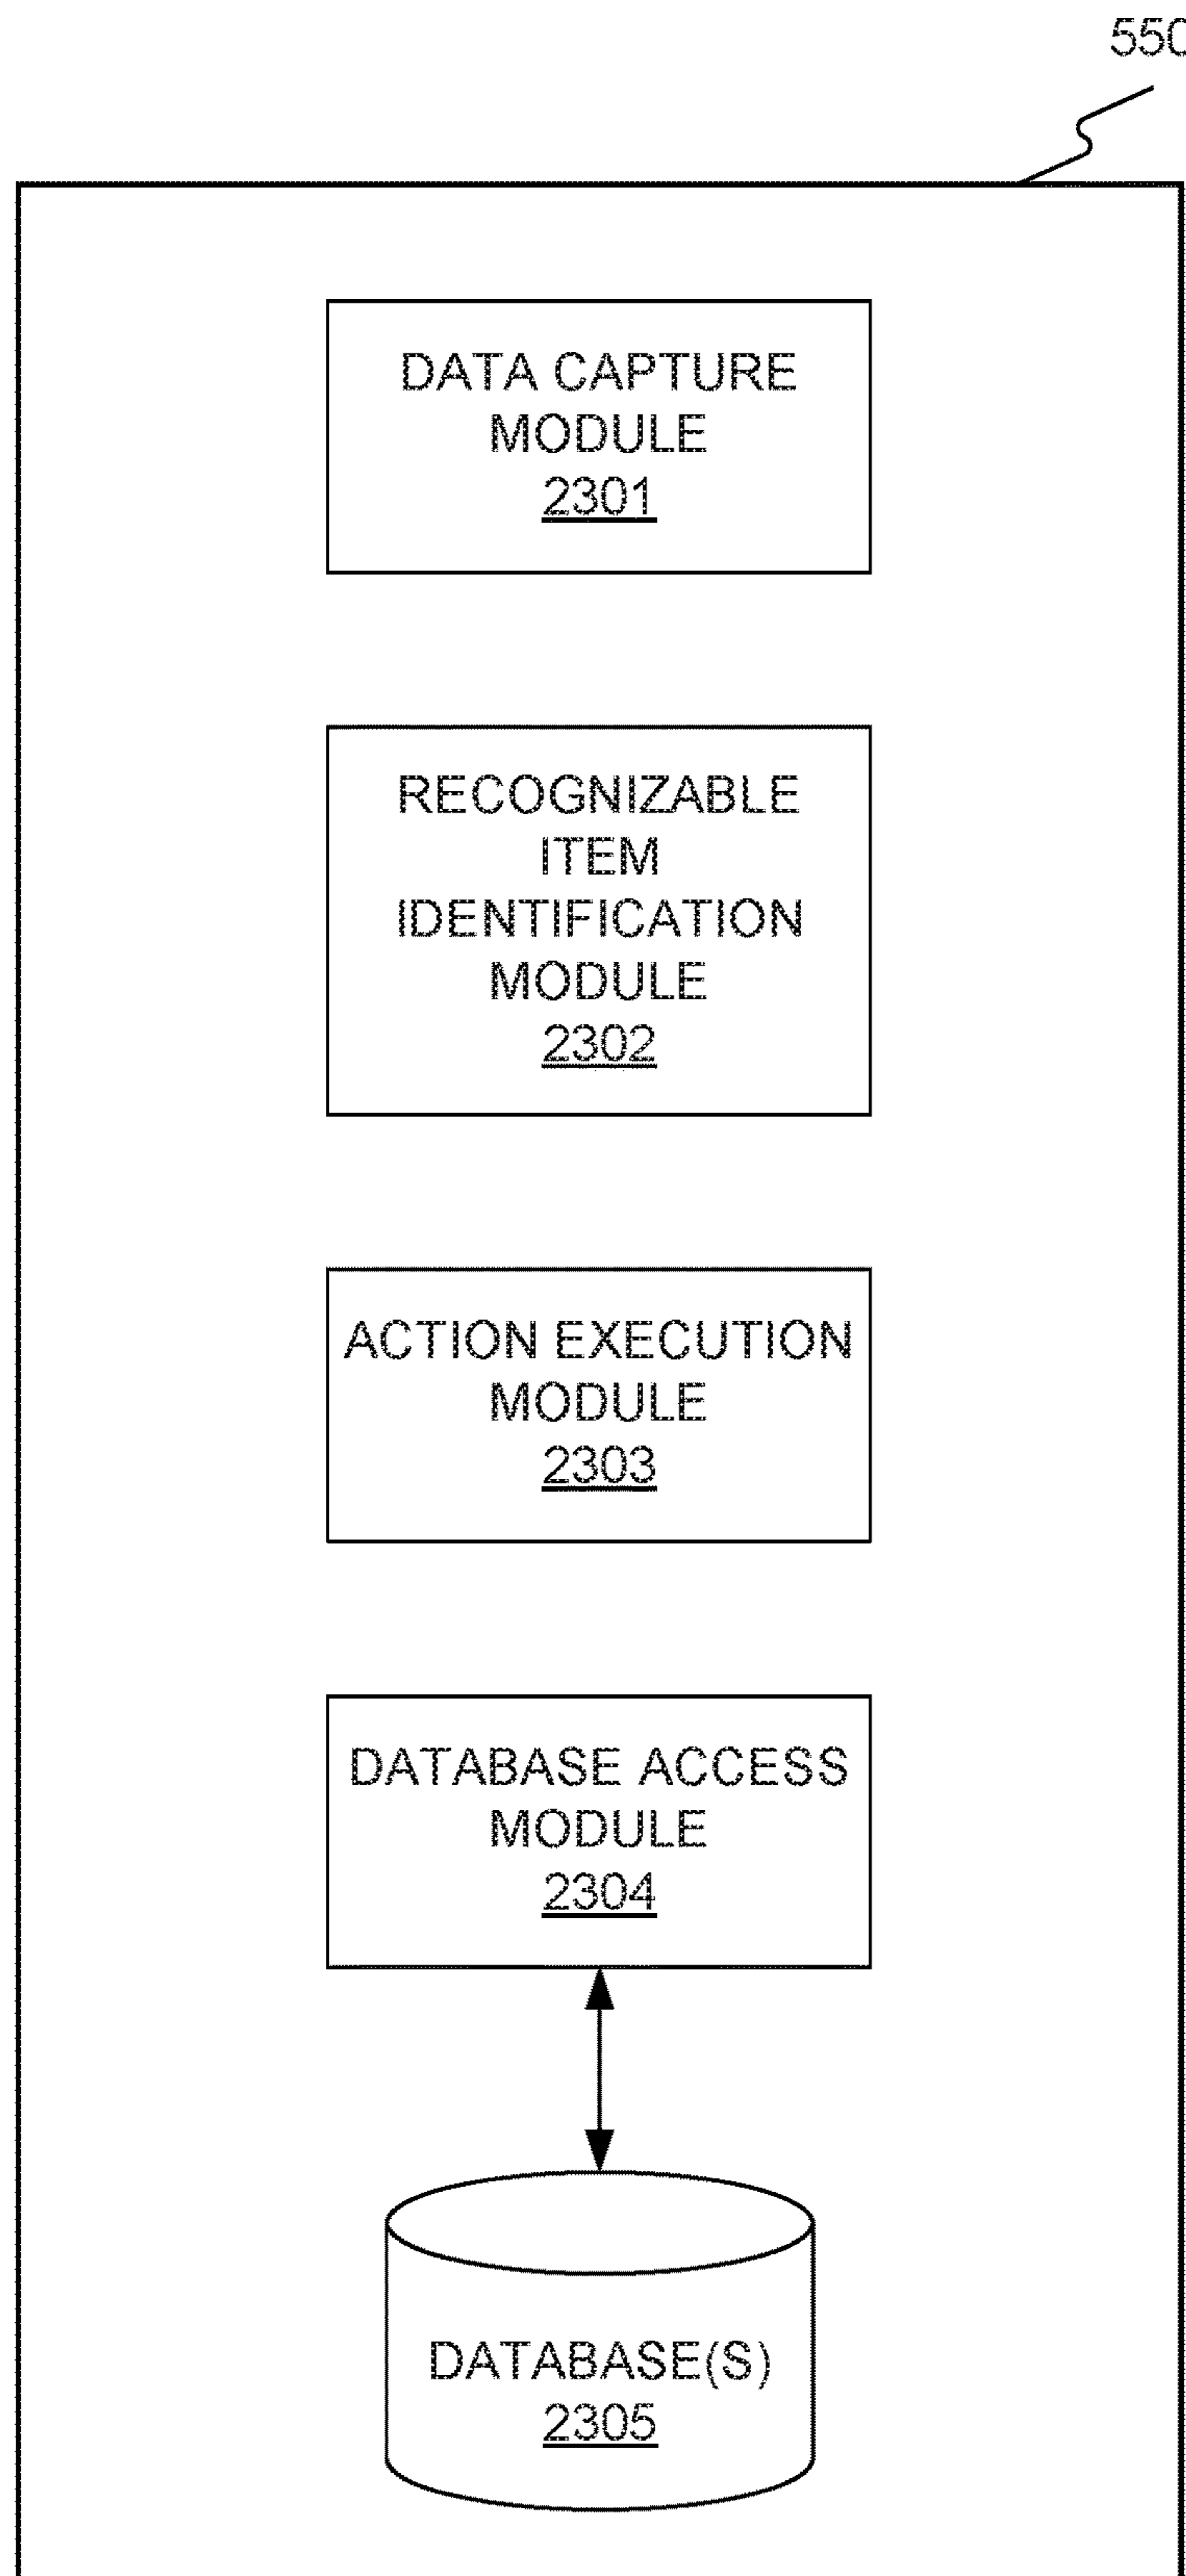 550
DATA CAPTURE
MODULE
2301
RECOGNIZABLE
ITEM
IDENTIFICATION
MODULE
2302
ACTION EXECUTION
MODULE
2303
DATABASE ACCESS
MODULE
2304
DATABASE(S)
2305